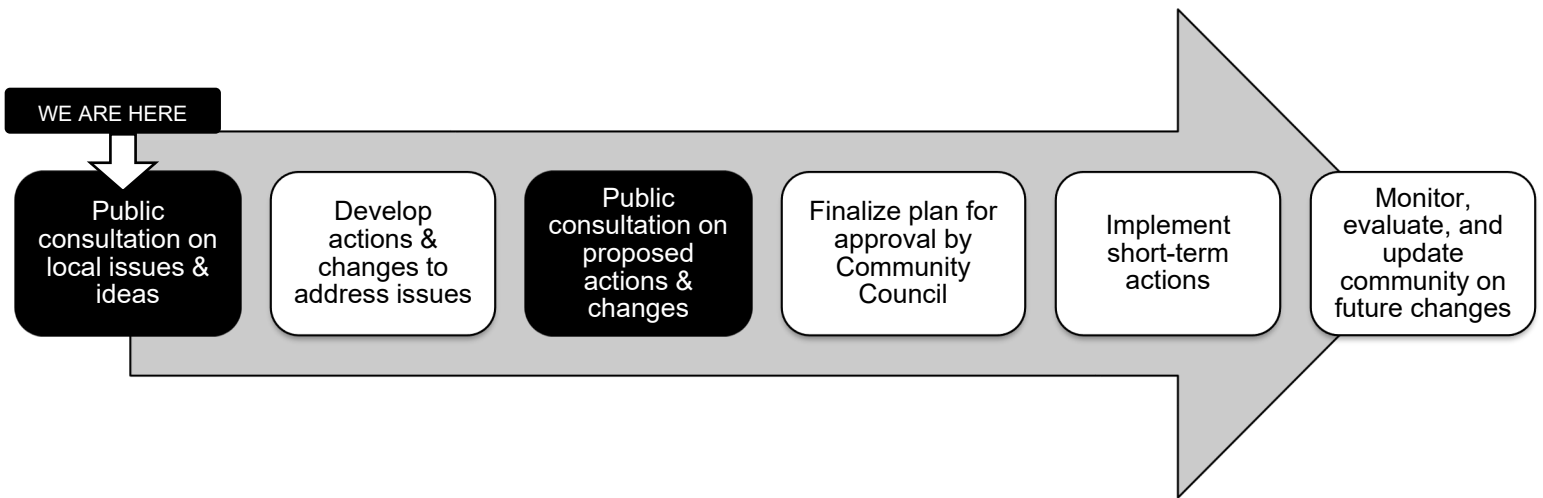 WE ARE HERE
Public
consultation on
local issues &
ideas
Develop
actions &
changes to
address issues
Public
consultation on
proposed
actions &
changes
Finalize plan for
approval by
Community
Council
Implement
short-term
actions
Monitor,
evaluate, and
update
community on
future changes